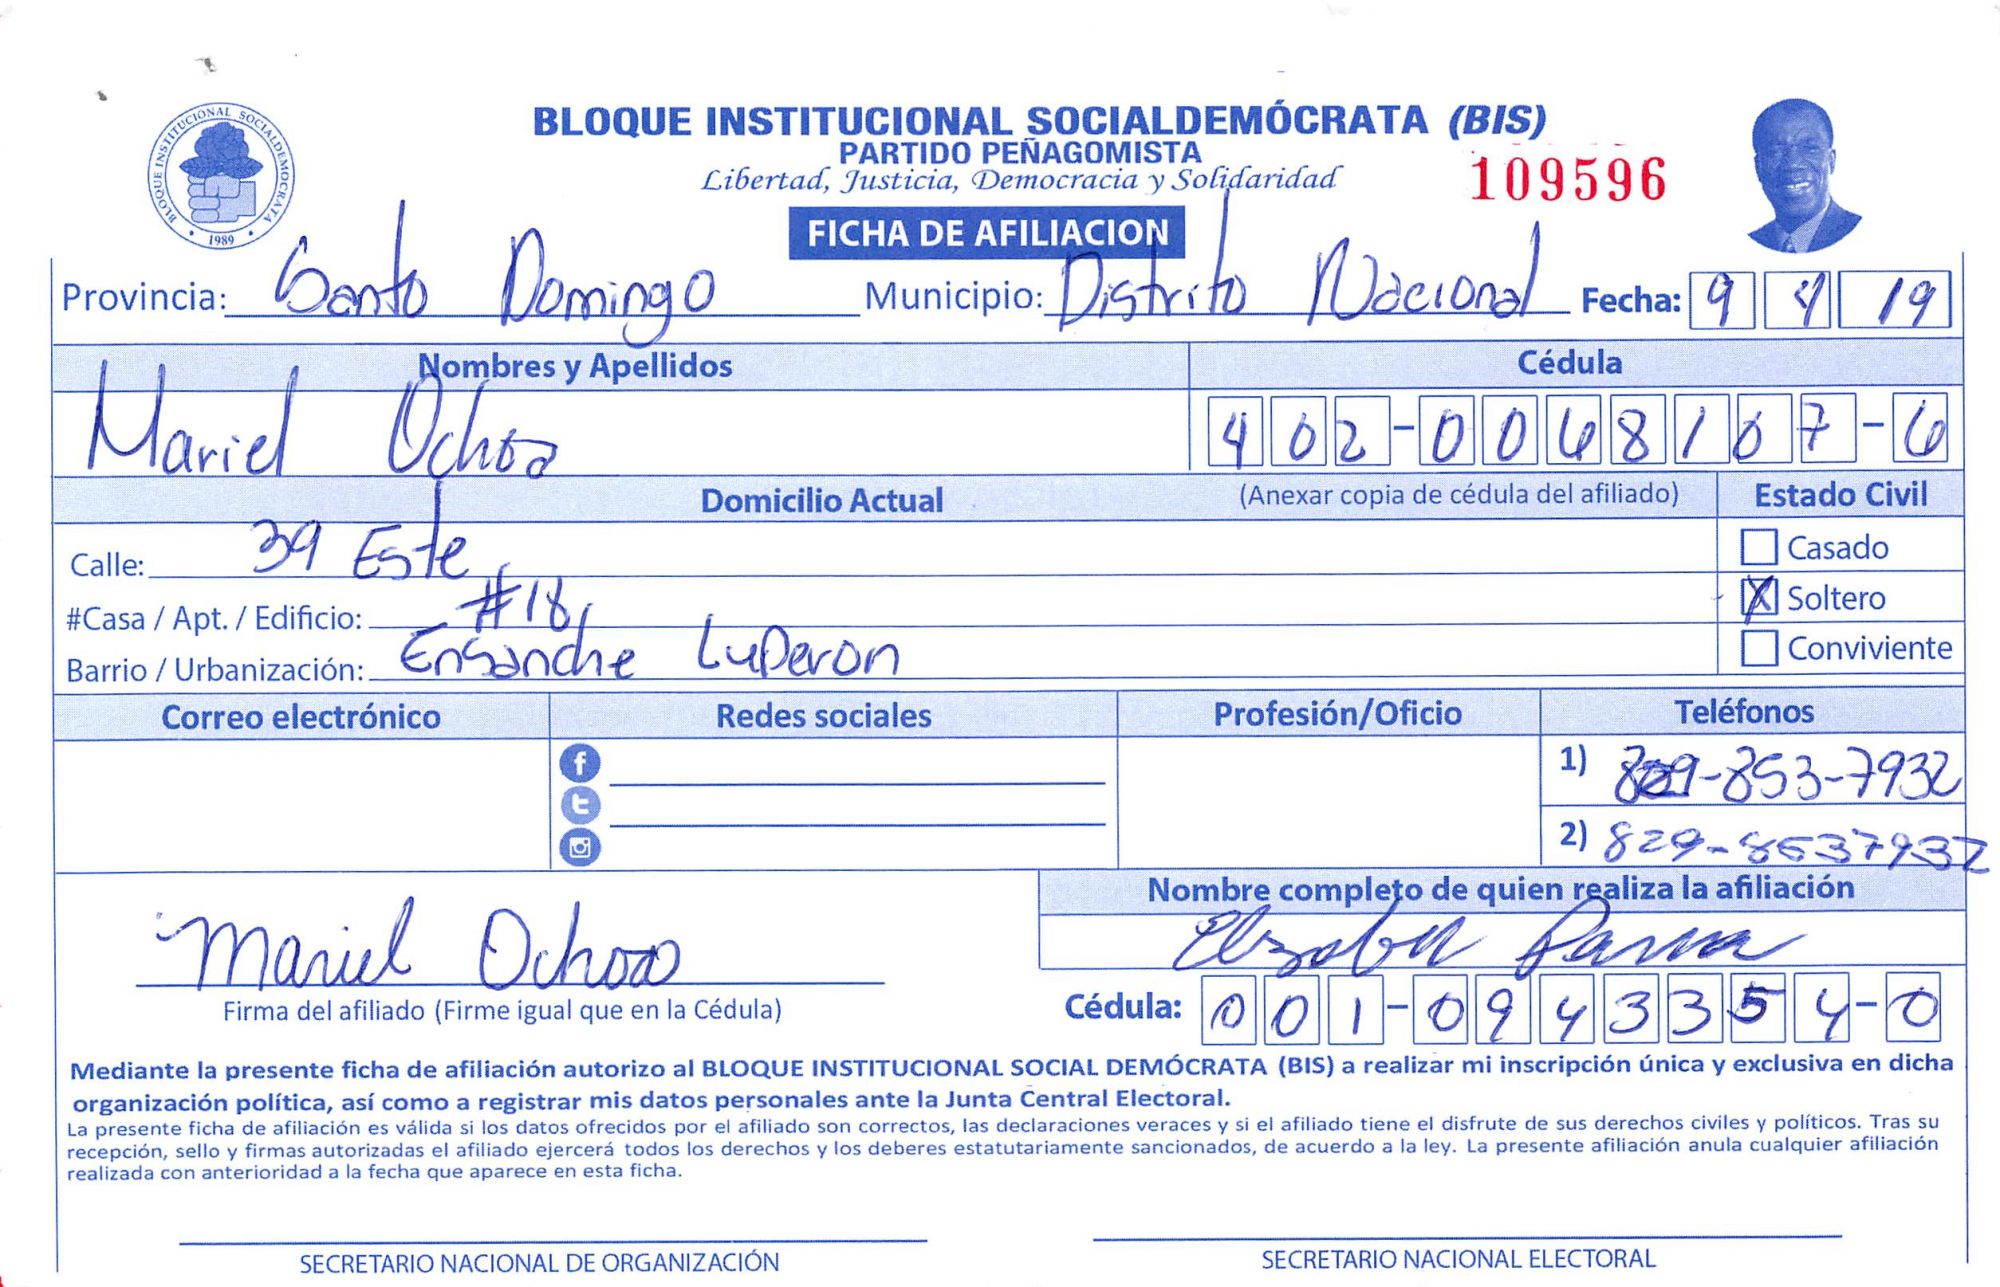 BLOQUE INSTITUCIONAL SOCIALDEMOCRATA
1989
BLOQUE INSTITUCIONAL SOCIALDEMÓCRATA (BIS)
PARTIDO PEÑAGOMISTA
Libertad, Justicia, Democracia y Solidaridad
109596
FICHA DE AFILIACION
Provincia: Santo Domingo Municipio: Distrito Nacional Fecha: 9 4 19
Nombres y Apellidos Cédula
Mariel Ochoa 402-0068107-6
Domicilio Actual (Anexar copia de cédula del afiliado) Estado Civil
Calle: 39 Este Casado
#Casa / Apt. / Edificio: #18 X Soltero
Barrio / Urbanización: Ensanche Luperon Conviviente
Correo electrónico Redes sociales Profesión/Oficio Teléfonos
1) 829-853-7932
2) 829-8537932
Nombre completo de quien realiza la afiliación
Mariel Ochoa
Firma del afiliado (Firme igual que en la Cédula) Cédula: 001-0943354-0
Mediante la presente ficha de afiliación autorizo al BLOQUE INSTITUCIONAL SOCIAL DEMÓCRATA (BIS) a realizar mi inscripción única y exclusiva en dicha
organización política, así como a registrar mis datos personales ante la Junta Central Electoral.
La presente ficha de afiliación es válida si los datos ofrecidos por el afiliado son correctos, las declaraciones veraces y si el afiliado tiene el disfrute de sus derechos civiles y políticos. Tras su
recepción, sello y firmas autorizadas el afiliado ejercerá todos los derechos y los deberes estatutariamente sancionados, de acuerdo a la ley. La presente afiliación anula cualquier afiliación
realizada con anterioridad a la fecha que aparece en esta ficha.
SECRETARIO NACIONAL DE ORGANIZACIÓN SECRETARIO NACIONAL ELECTORAL